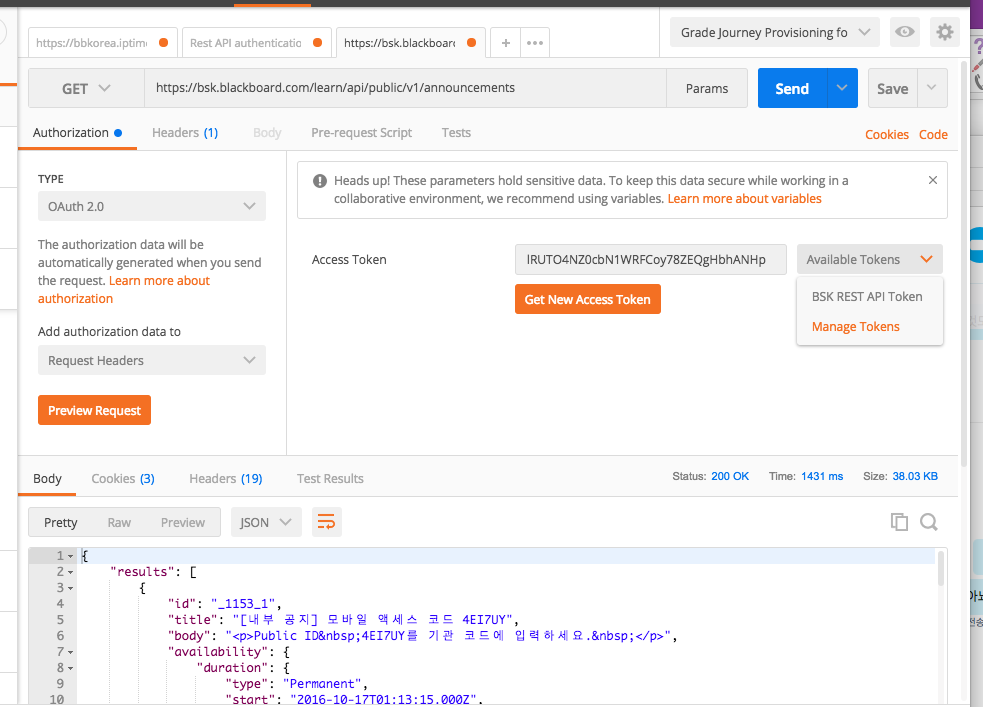 https://bbkorea.iptime
Rest API authenticatio
https://bsk.blackboard
+
•••
Grade Journey Provisioning fo
GET
https://bsk.blackboard.com/learn/api/public/v1/announcements
Params
Send
Save
Authorization
Headers (1)
Body
Pre-request Script
Tests
Cookies
Code
TYPE
OAuth 2.0
The authorization data will be
automatically generated when you send
the request. Learn more about
authorization
Add authorization data to
Request Headers
Preview Request
Heads up! These parameters hold sensitive data. To keep this data secure while working in a
collaborative environment, we recommend using variables. Learn more about variables
Access Token
lRUTO4NZ0cbN1WRFCoy78ZEQgHbhANHp
Available Tokens
Get New Access Token
BSK REST API Token
Manage Tokens
Body
Cookies (3)
Headers (19)
Test Results
Status: 200 OK
Time: 1431 ms
Size: 38.03 KB
Pretty
Raw
Preview
JSON
1 {
2 "results": [
3 {
4 "id": "_1153_1",
5 "title": "[내부 공지] 모바일 액세스 코드 4EI7UY",
6 "body": "<p>Public ID&nbsp;4EI7UY를 기관 코드에 입력하세요.&nbsp;</p>",
7 "availability": {
8 "duration": {
9 "type": "Permanent",
10 "start": "2016-10-17T01:13:15.000Z",